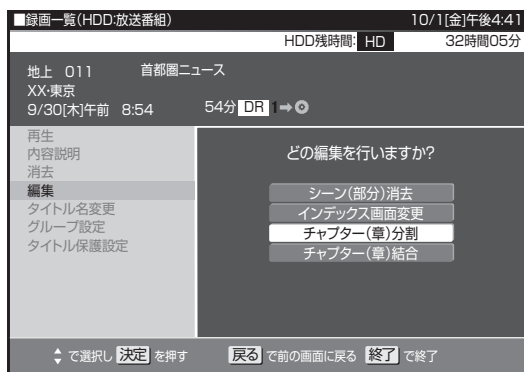 ■録画一覧(HDD:放送番組) 10/1[金]午後4:41
HDD残時間: HD 32時間05分
地上 011 首都圏ニュース
XX·東京
9/30[木]午前 8:54 54分 DR 1➡
再生
内容説明
消去
編集
タイトル名変更
グループ設定
タイトル保護設定
どの編集を行いますか?
シーン(部分)消去
インデックス画面変更
チャプター(章)分割
チャプター(章)結合
で選択し 決定 を押す 戻る で前の画面に戻る 終了 で終了